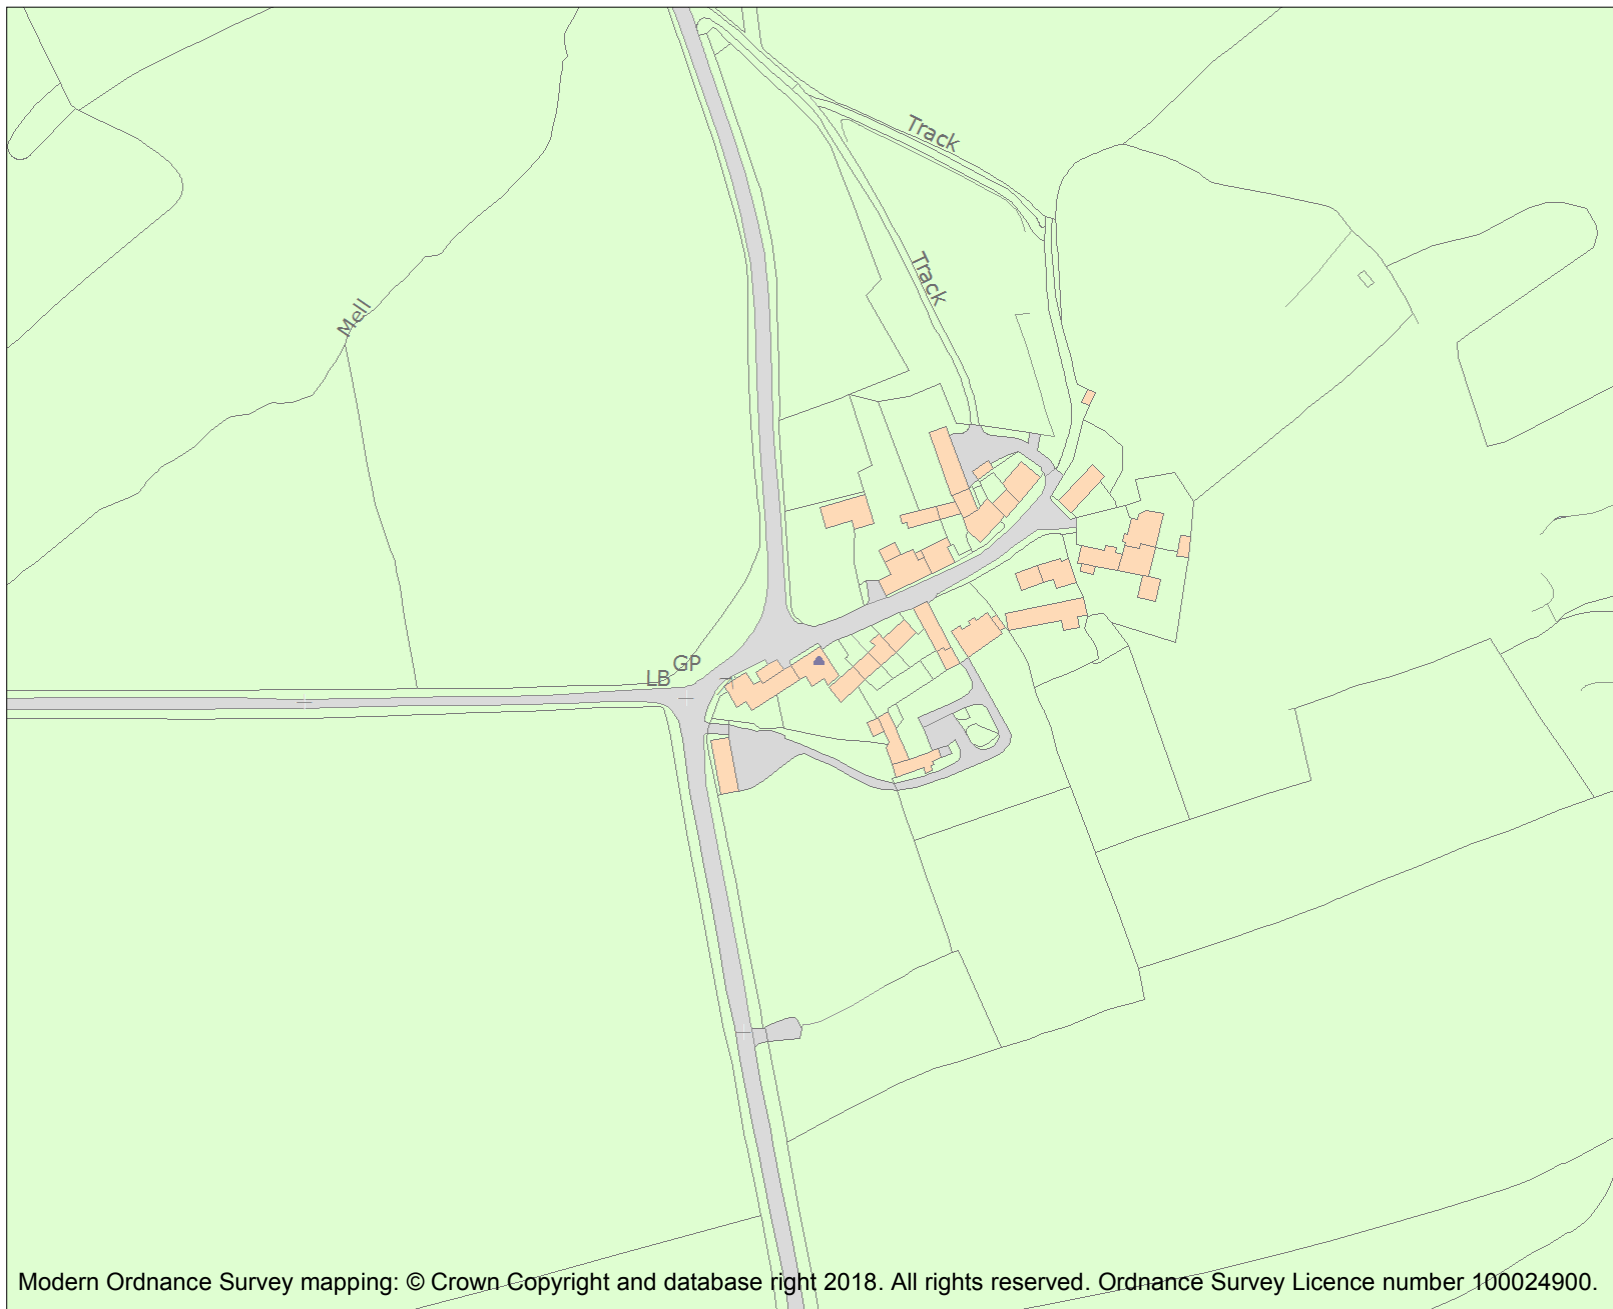 Track
Track
Mell
GP
LB
Modern Ordnance Survey mapping: © Crown Copyright and database right 2018. All rights reserved. Ordnance Survey Licence number 100024900.